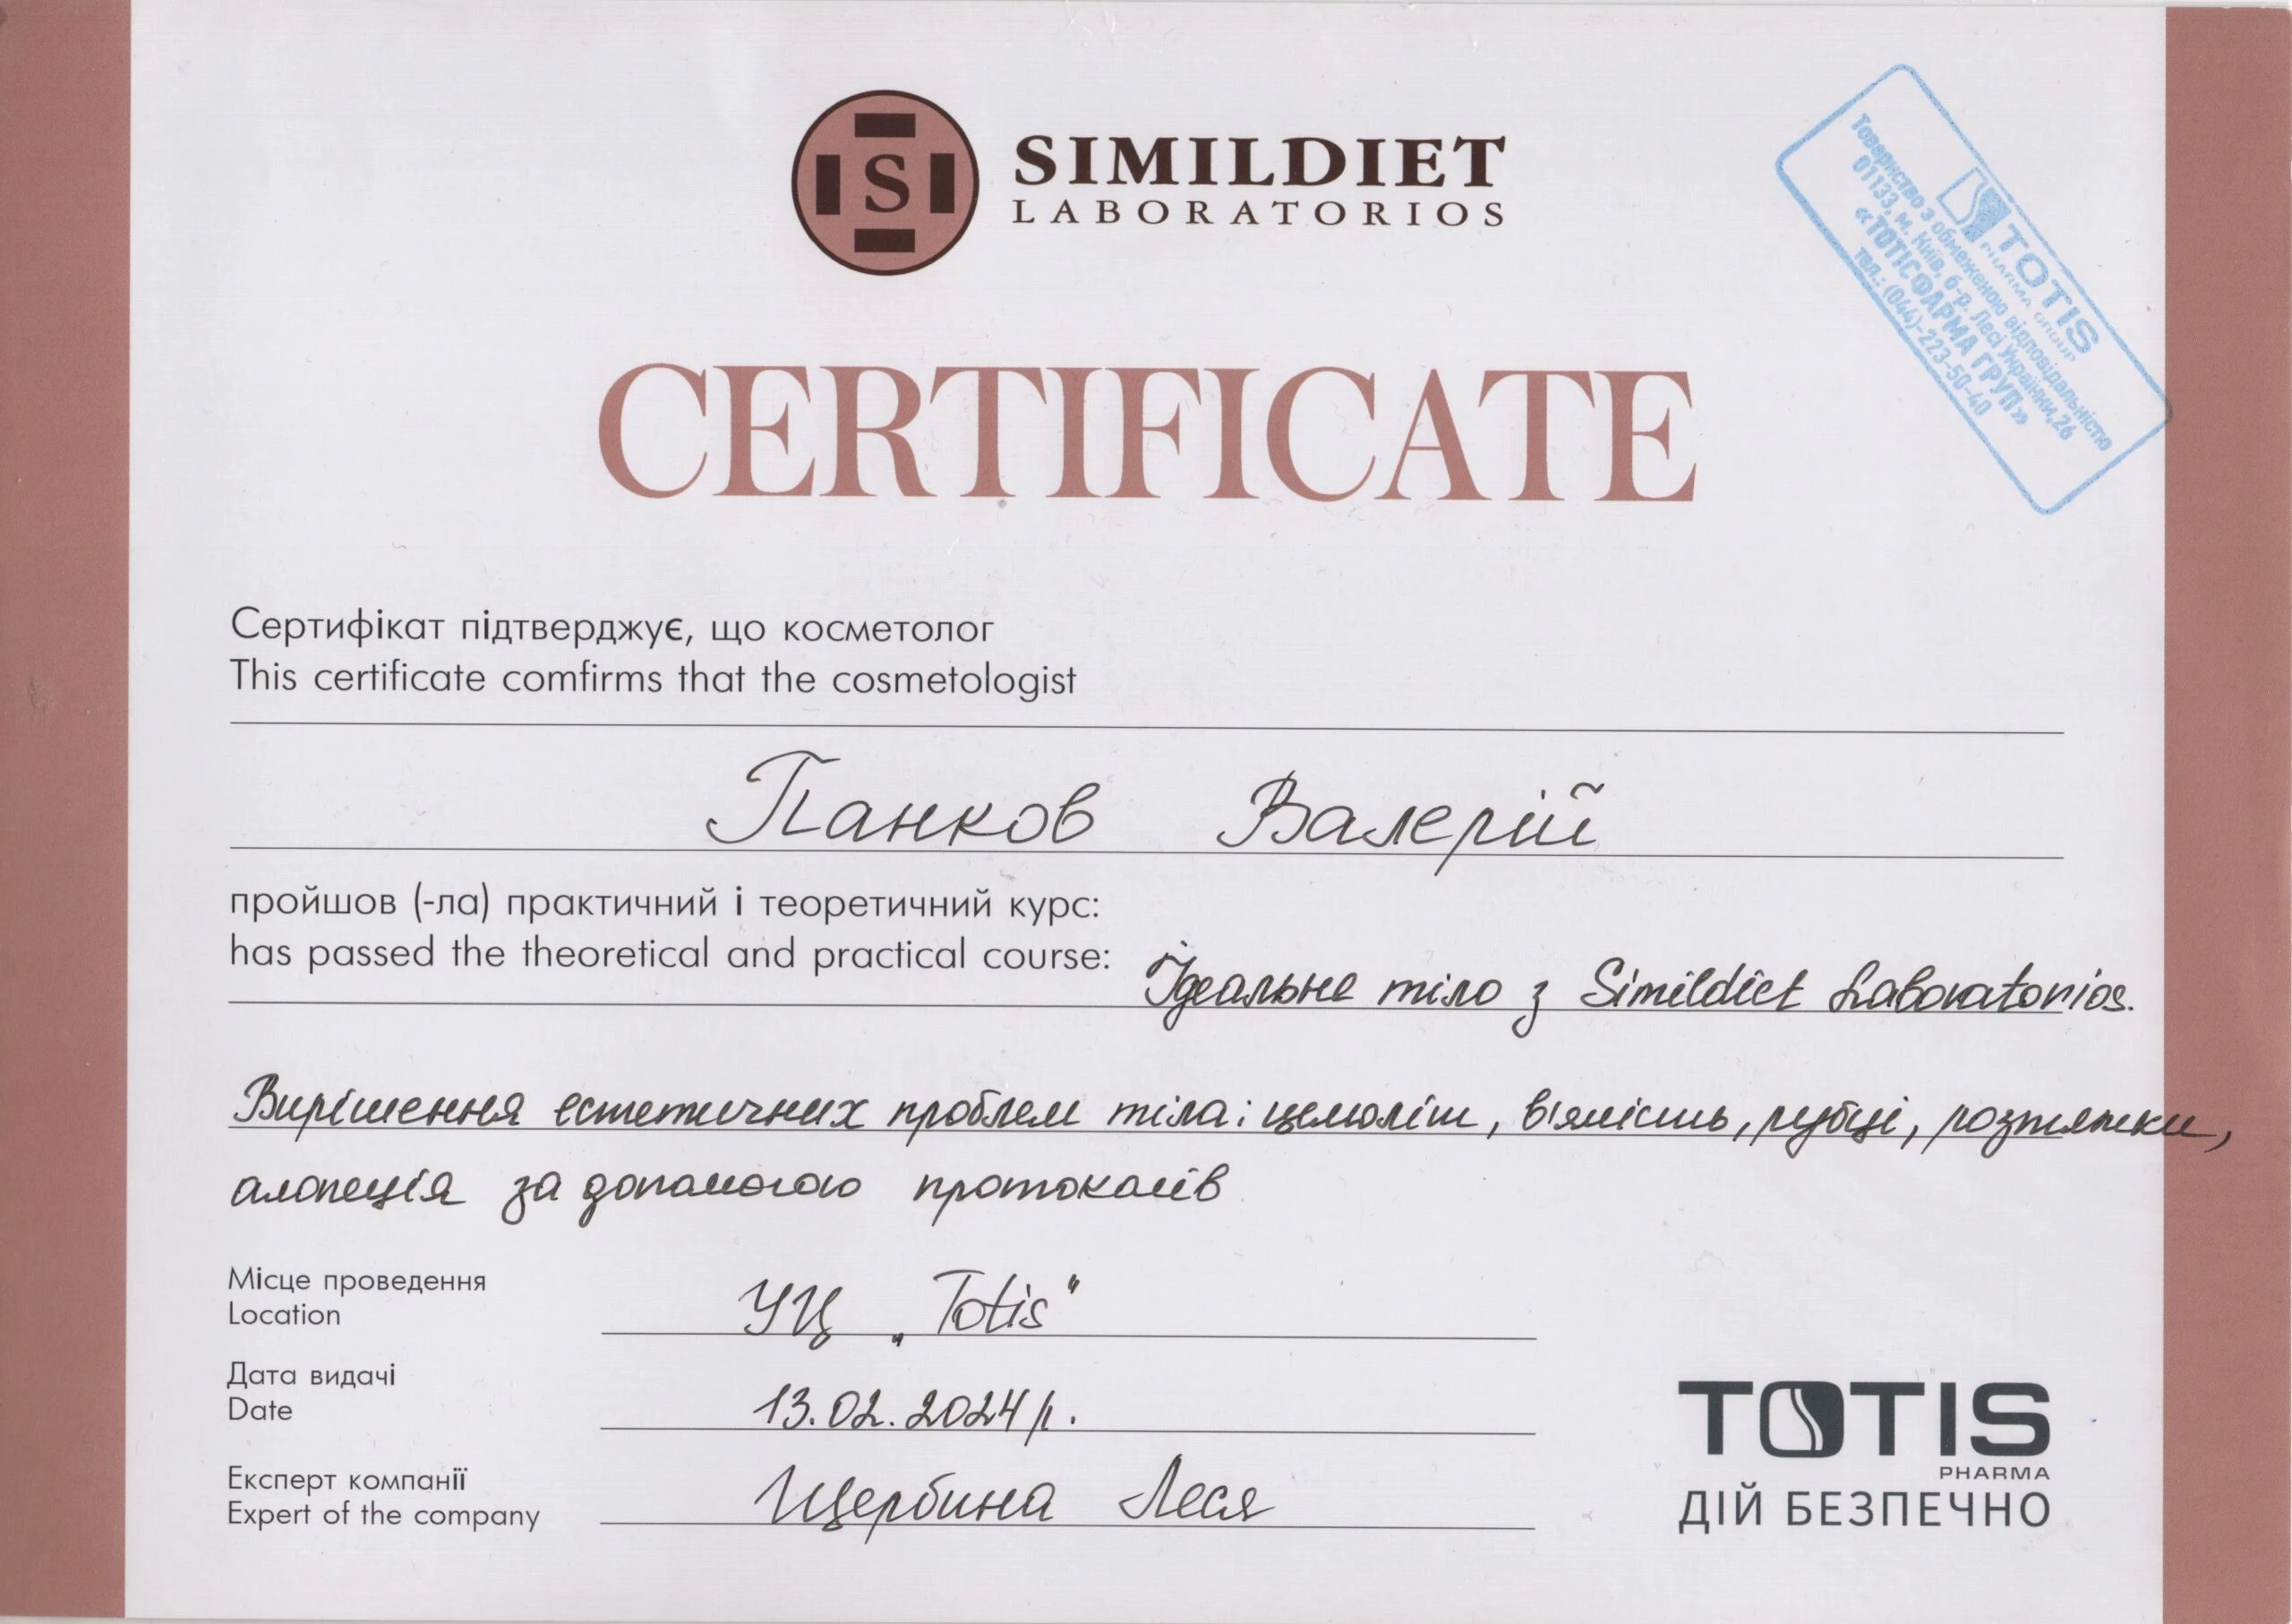 SIMILDIET
LABORATORIOS
TOTIS
PHARMA GROUP
Товариство з обмеженою відповідальністю
01133, м. Київ, б-р. Лесі Українки,26
«ТОТІСФАРМА ГРУП»
тел.: (044)-223-50-40
CERTIFICATE
Сертифікат підтверджує, що косметолог
This certificate comfirms that the cosmetologist
Панков Валерій
пройшов (-ла) практичний і теоретичний курс:
has passed the theoretical and practical course:
Ідеальне тіло з Simildiet Laboratorios.
Вирішення естетичних проблем тіла: целюліт, в'ялість, рубці, розтяжки,
алопеція за допомогою протоколів
Місце проведення
Location
УЦ „Totis"
Дата видачі
Date
13.02.2024 р.
Експерт компанії
Expert of the company
Щербина Леся
TOTIS
PHARMA
ДІЙ БЕЗПЕЧНО